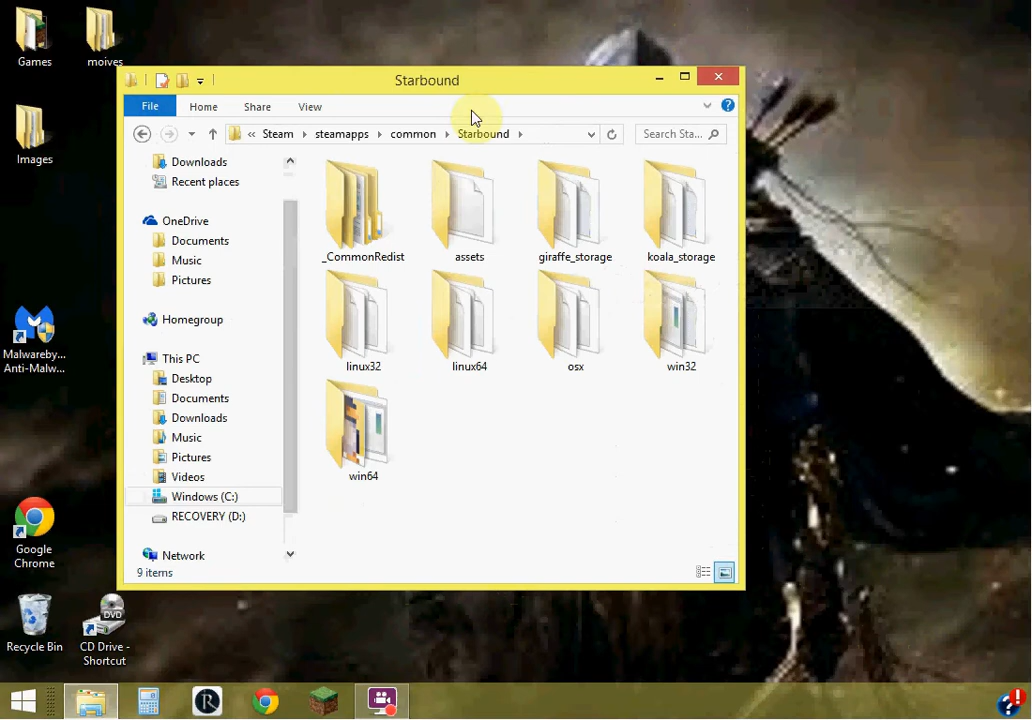 Games
moives
Images
Malwareby...
Anti-Malw...
Google
Chrome
Recycle Bin
CD Drive -
Shortcut
DVD
Starbound
File
Home
Share
View
« Steam
steamapps
common
Starbound
Search Sta...
Downloads
Recent places
OneDrive
Documents
Music
Pictures
Homegroup
This PC
Desktop
Documents
Downloads
Music
Pictures
Videos
Windows (C:)
RECOVERY (D:)
Network
_CommonRedist
assets
giraffe_storage
koala_storage
linux32
linux64
osx
win32
win64
9 items
R